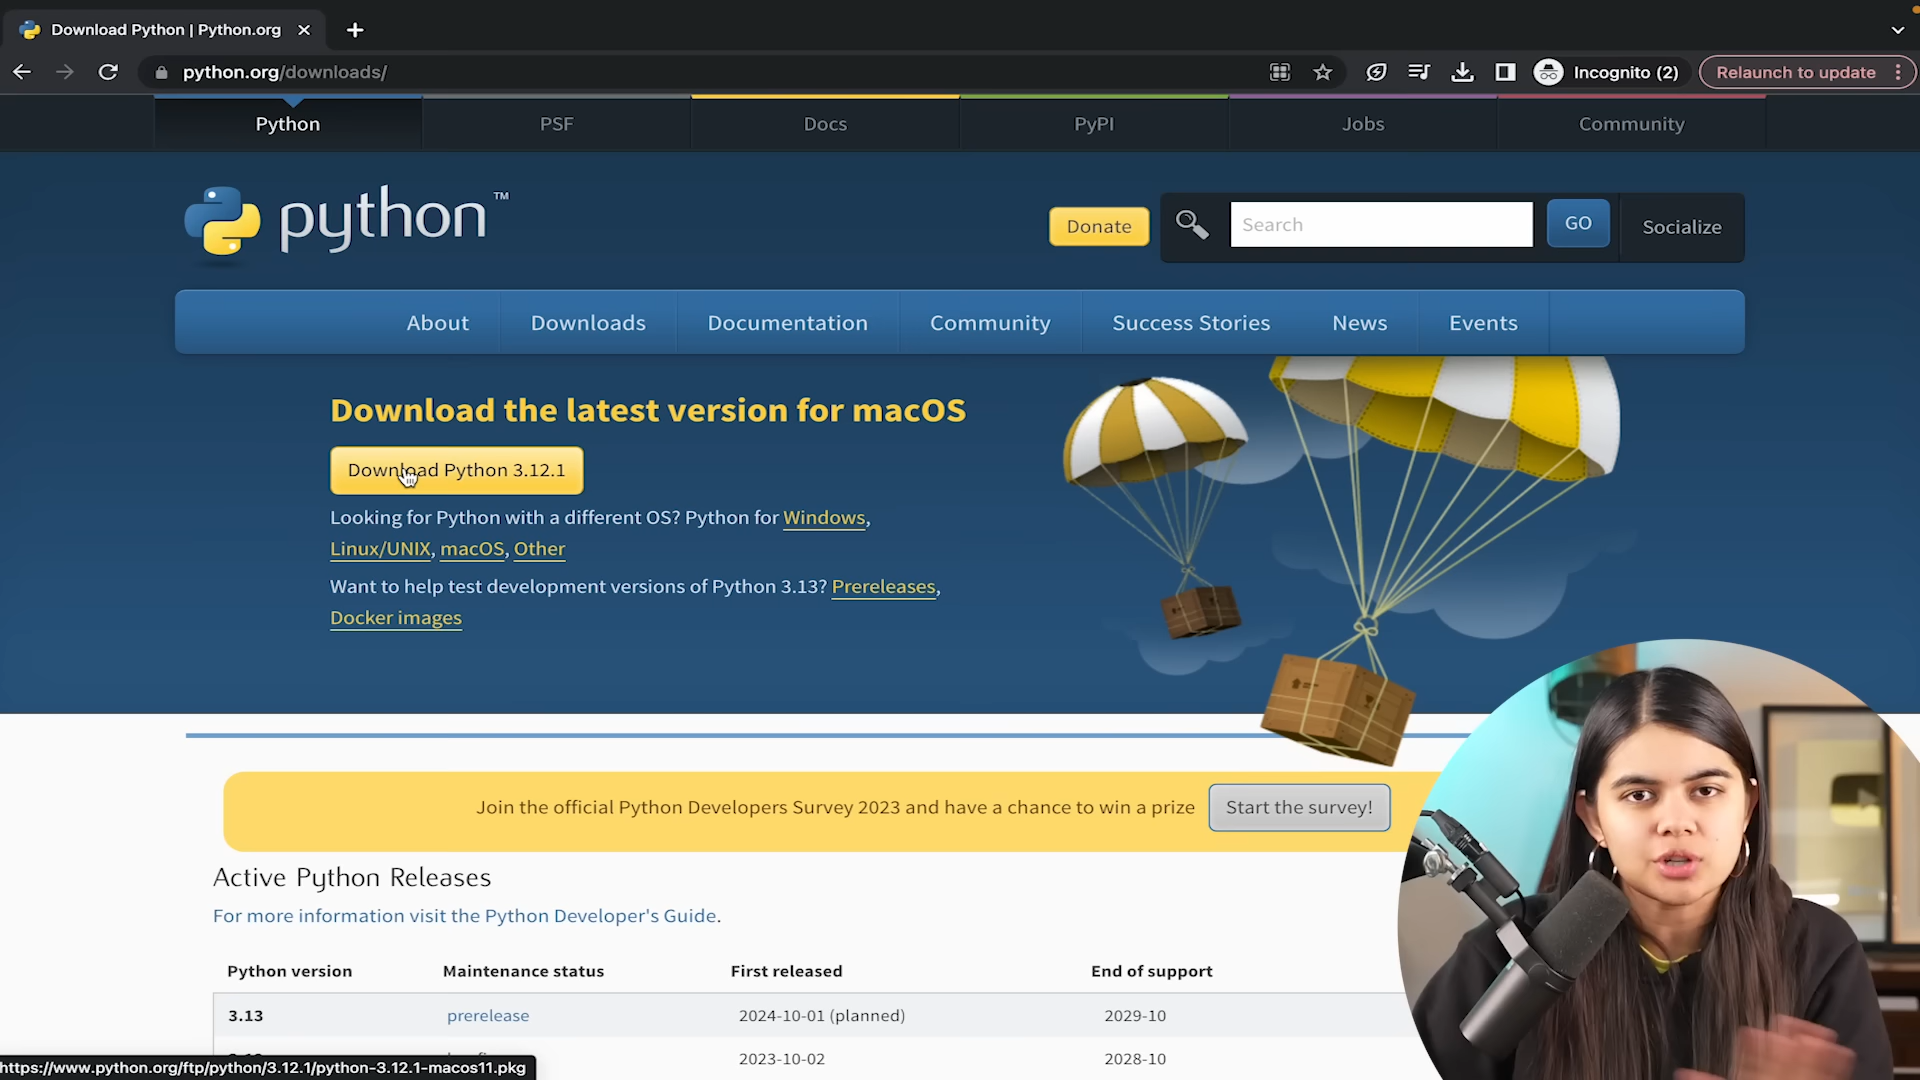 Download Python | Python.org
python.org/downloads/
Incognito (2)
Relaunch to update
Python
PSF
Docs
PyPI
Jobs
Community
python™
Donate
Search
GO
Socialize
About
Downloads
Documentation
Community
Success Stories
News
Events
Download the latest version for macOS
Download Python 3.12.1
Looking for Python with a different OS? Python for Windows,
Linux/UNIX, macOS, Other
Want to help test development versions of Python 3.13? Prereleases,
Docker images
Join the official Python Developers Survey 2023 and have a chance to win a prize
Start the survey!
Active Python Releases
For more information visit the Python Developer's Guide.
Python version Maintenance status First released End of support
3.13 prerelease 2024-10-01 (planned) 2029-10
2023-10-02 2028-10
https://www.python.org/ftp/python/3.12.1/python-3.12.1-macos11.pkg